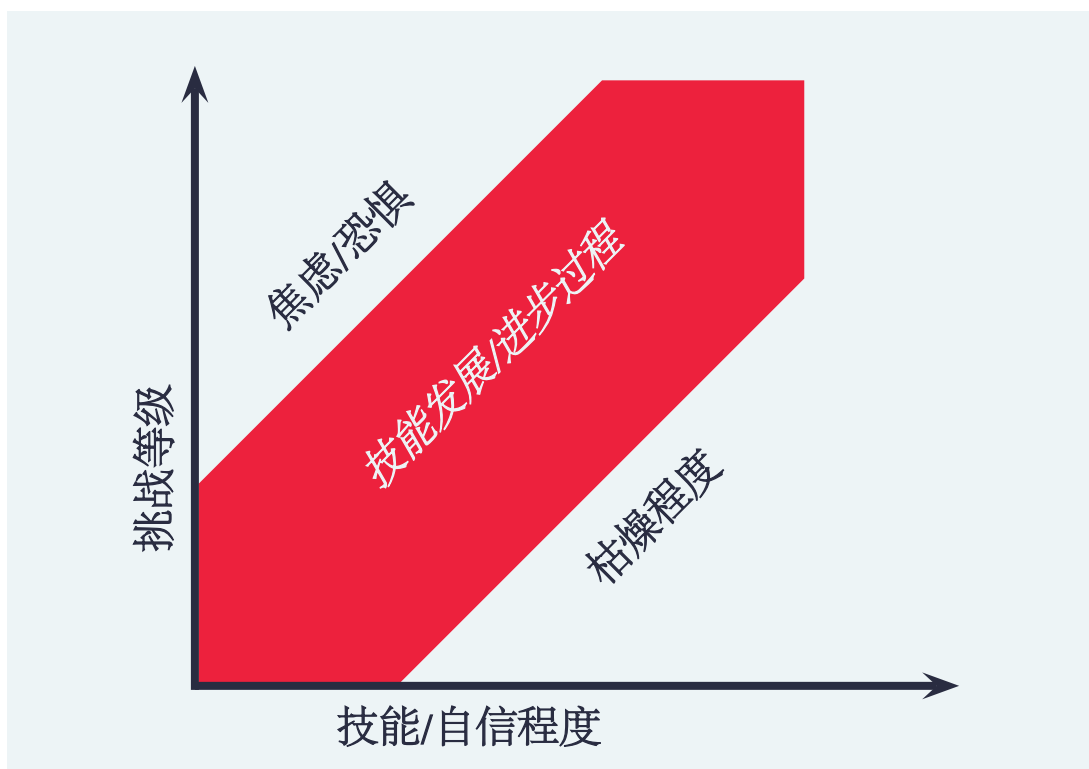 焦虑/恐惧
技能发展/进步过程
挑战等级
枯燥程度
技能/自信程度